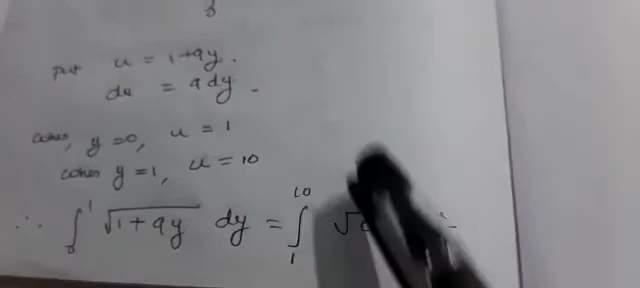 put u = 1+9y.
du = 9dy.
when, y=0, u = 1
when y=1, u = 10
∴ ∫₀¹ √(1+9y) dy = ∫₁¹⁰ √